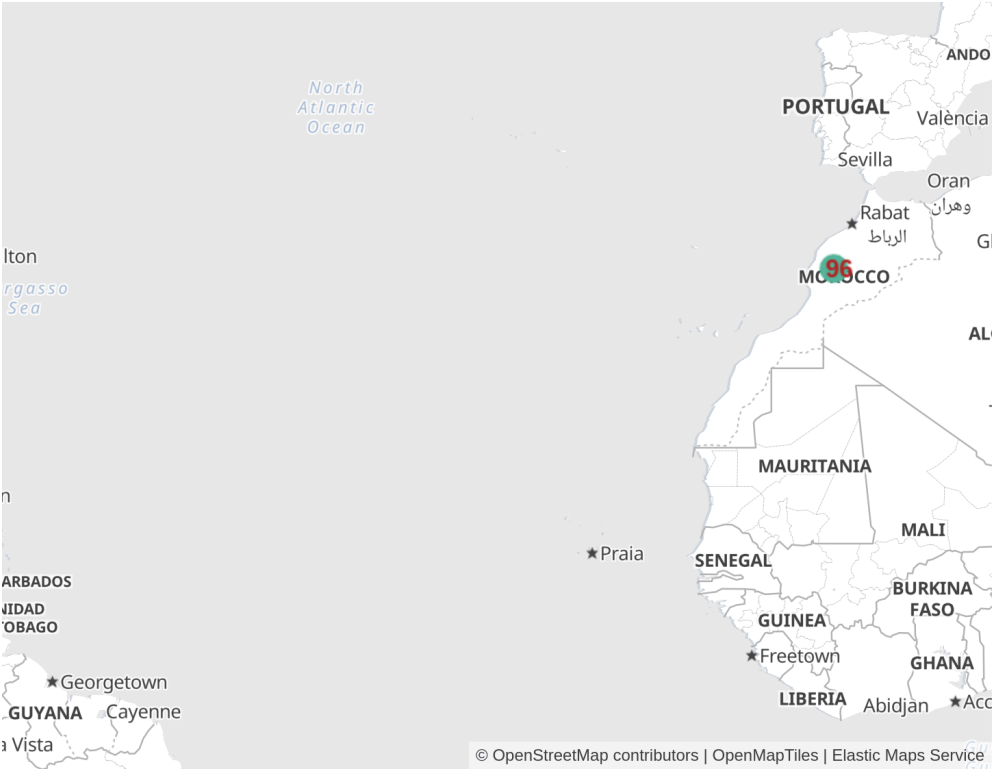 ANDO
North
Atlantic
Ocean
PORTUGAL
València
Sevilla
Oran
وهران
Rabat
الرباط
lton
rgasso
Sea
96
MOROCCO
ALG
MAURITANIA
MALI
n
Praia
SENEGAL
ARBADOS
BURKINA
FASO
NIDAD
OBAGO
GUINEA
Freetown
GHANA
Georgetown
LIBERIA
Abidjan
Acc
GUYANA
Cayenne
a Vista
© OpenStreetMap contributors | OpenMapTiles | Elastic Maps Service